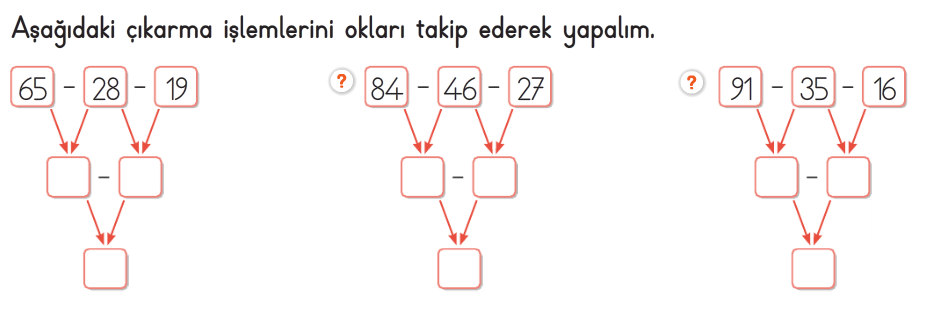 Aşağıdaki çıkarma işlemlerini okları takip ederek yapalım.
65 - 28 - 19
? 84 - 46 - 27
? 91 - 35 - 16
-
-
-